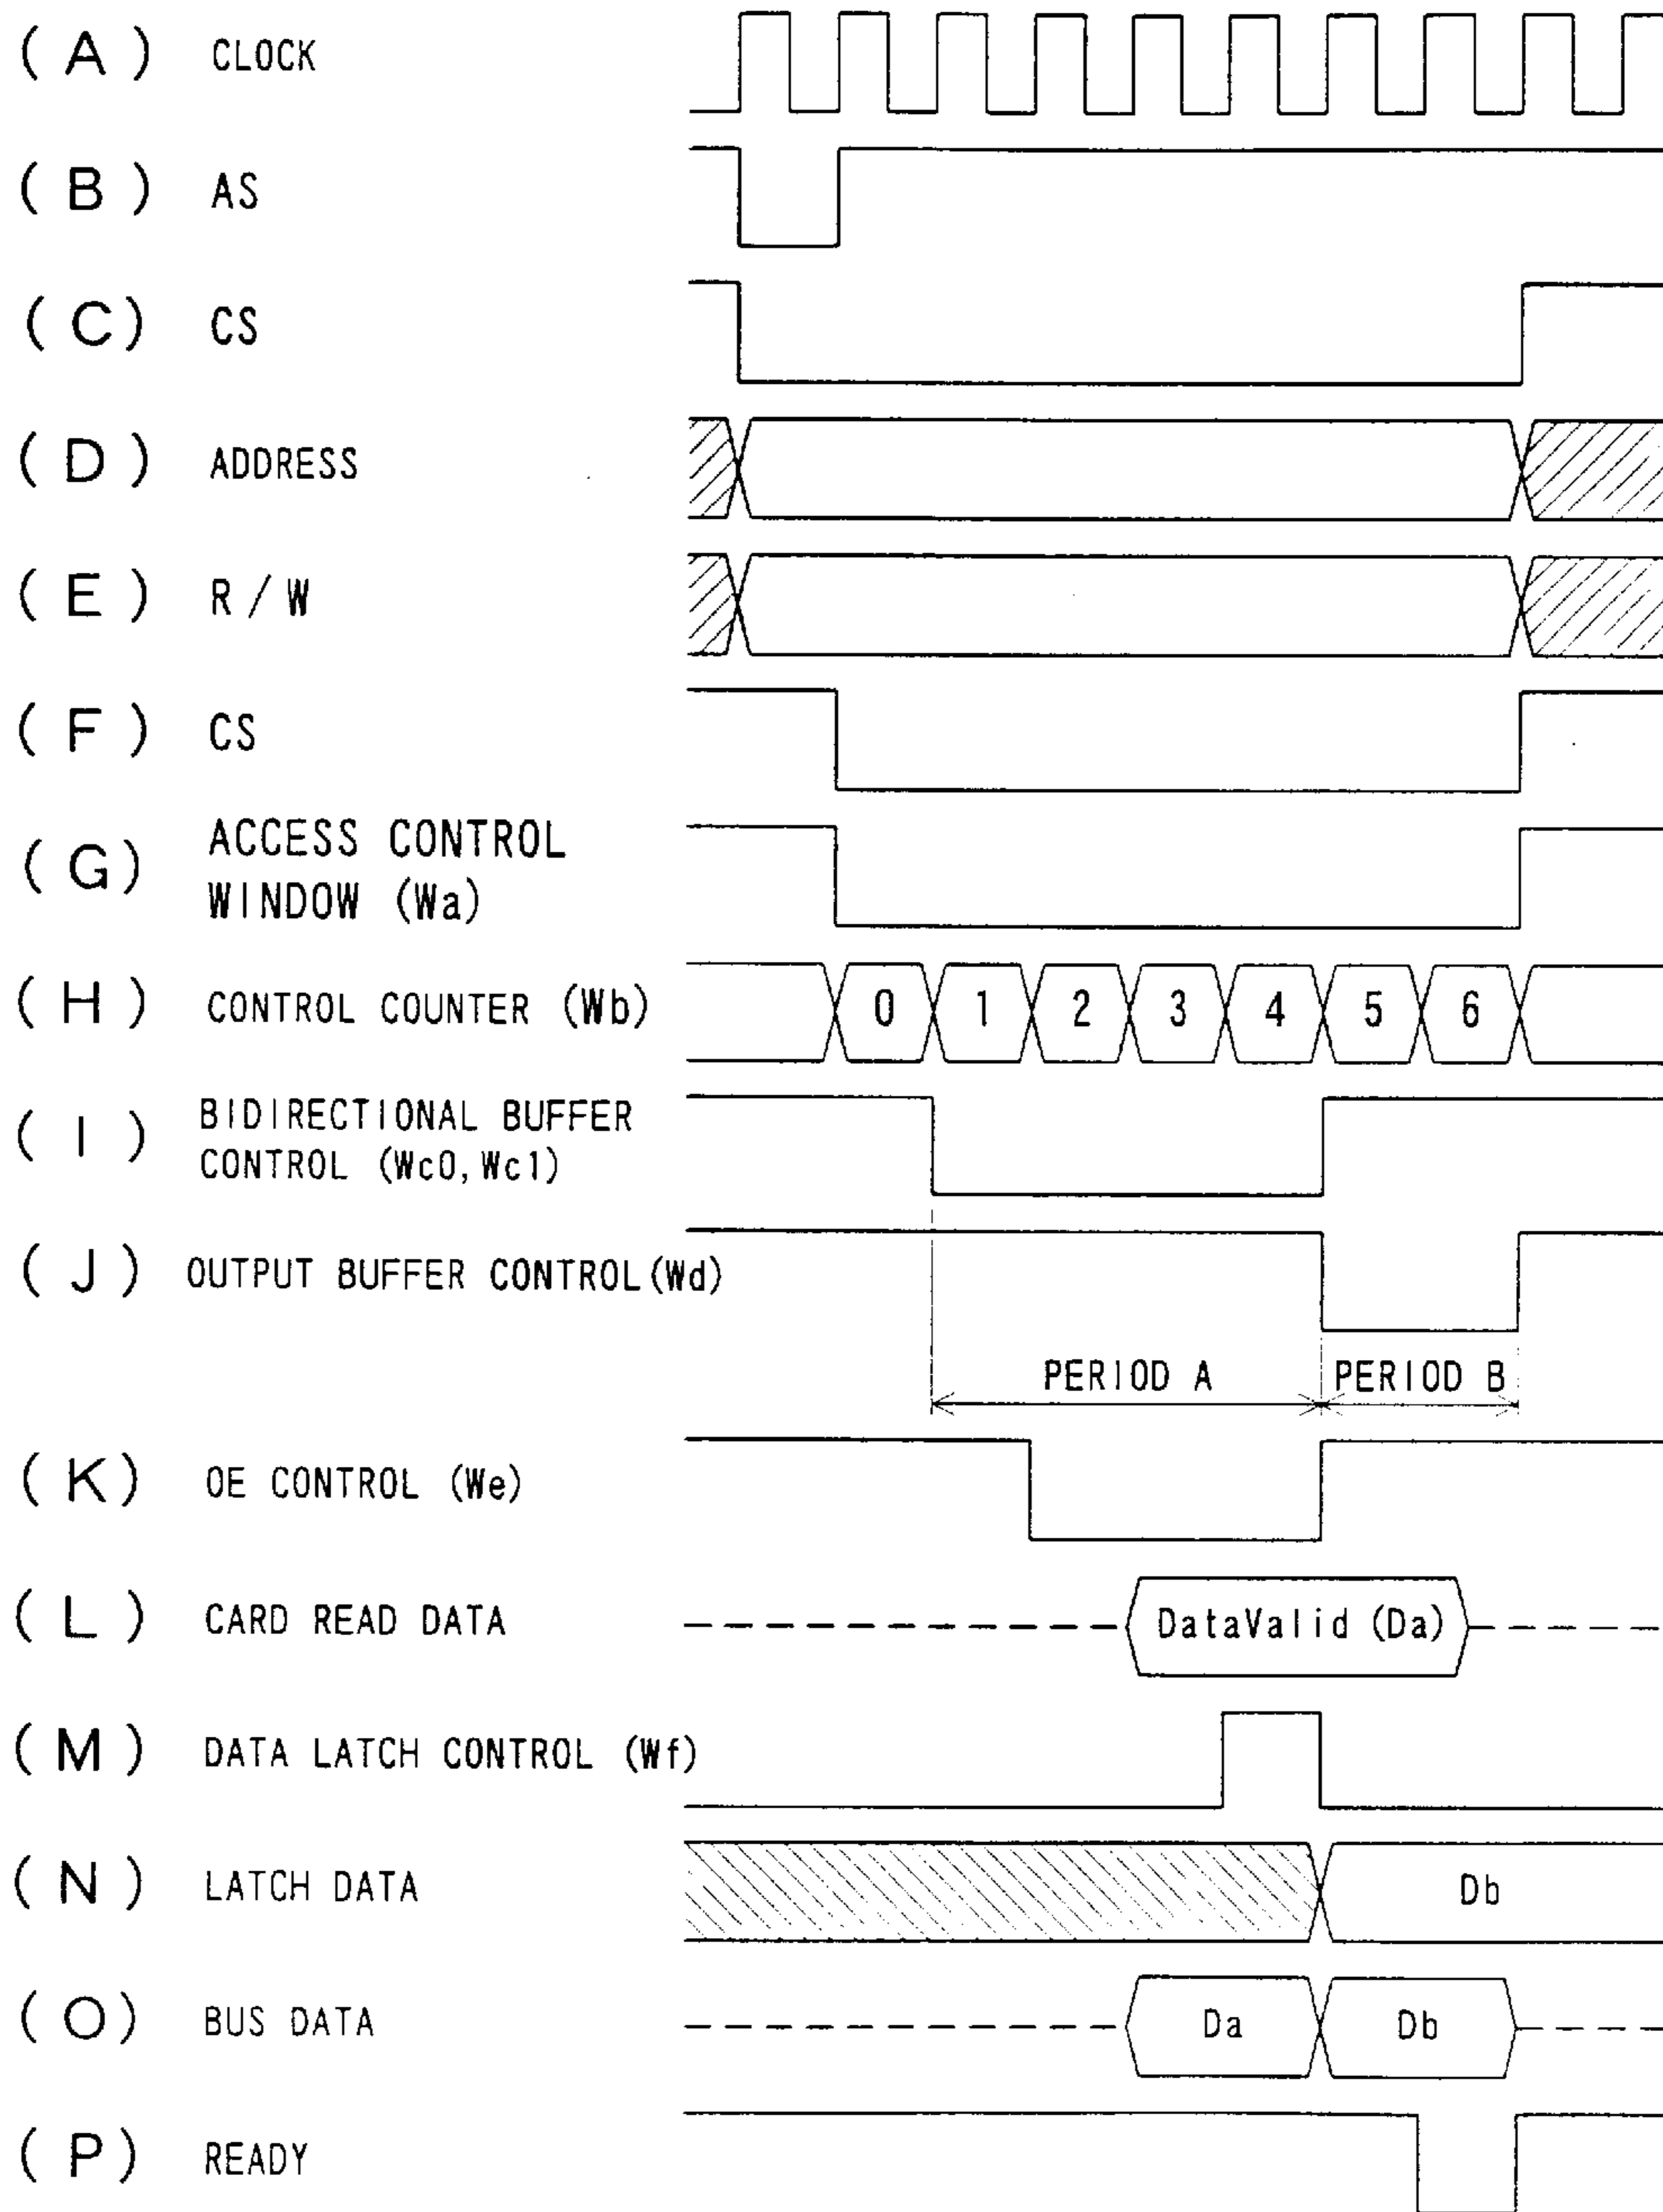 (A) CLOCK
(B) AS
(C) CS
(D) ADDRESS
(E) R/W
(F) CS
(G) ACCESS CONTROL
WINDOW (Wa)
(H) CONTROL COUNTER (Wb) 0 1 2 3 4 5 6
(I) BIDIRECTIONAL BUFFER
CONTROL (Wc0,Wc1)
(J) OUTPUT BUFFER CONTROL(Wd)
PERIOD A PERIOD B
(K) OE CONTROL (We)
(L) CARD READ DATA DataValid (Da)
(M) DATA LATCH CONTROL (Wf)
(N) LATCH DATA Db
(O) BUS DATA Da Db
(P) READY